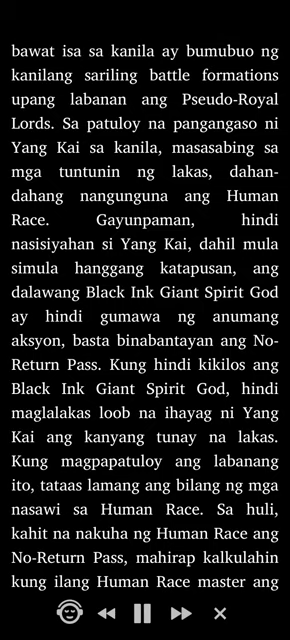 bawat isa sa kanila ay bumubuo ng
kanilang sariling battle formations
upang labanan ang Pseudo-Royal
Lords. Sa patuloy na pangangaso ni
Yang Kai sa kanila, masasabing sa
mga tuntunin ng lakas, dahan-
dahang nangunguna ang Human
Race. Gayunpaman, hindi
nasisiyahan si Yang Kai, dahil mula
simula hanggang katapusan, ang
dalawang Black Ink Giant Spirit God
ay hindi gumawa ng anumang
aksyon, basta binabantayan ang No-
Return Pass. Kung hindi kikilos ang
Black Ink Giant Spirit God, hindi
maglalakas loob na ihayag ni Yang
Kai ang kanyang tunay na lakas.
Kung magpapatuloy ang labanang
ito, tataas lamang ang bilang ng mga
nasawi sa Human Race. Sa huli,
kahit na nakuha ng Human Race ang
No-Return Pass, mahirap kalkulahin
kung ilang Human Race master ang